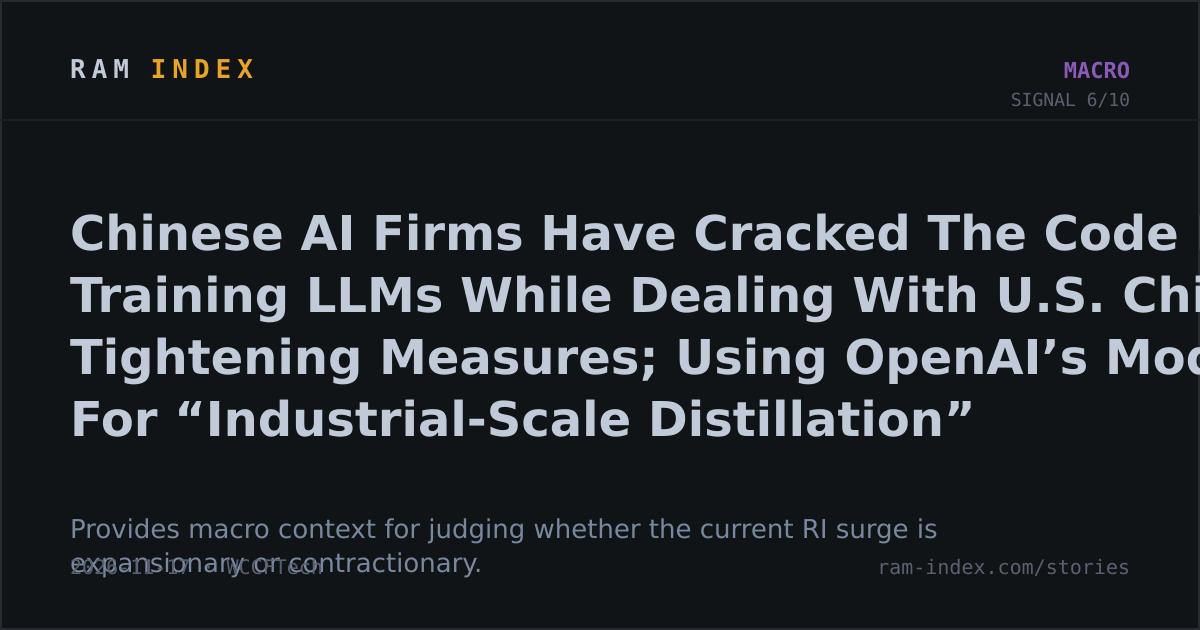 RAM INDEX
MACRO
SIGNAL 6/10
Chinese AI Firms Have Cracked The Code
Training LLMs While Dealing With U.S. Chi
Tightening Measures; Using OpenAI’s Mod
For “Industrial-Scale Distillation”
Provides macro context for judging whether the current RI surge is
expansionary or contractionary.
WCCFTech
ram-index.com/stories